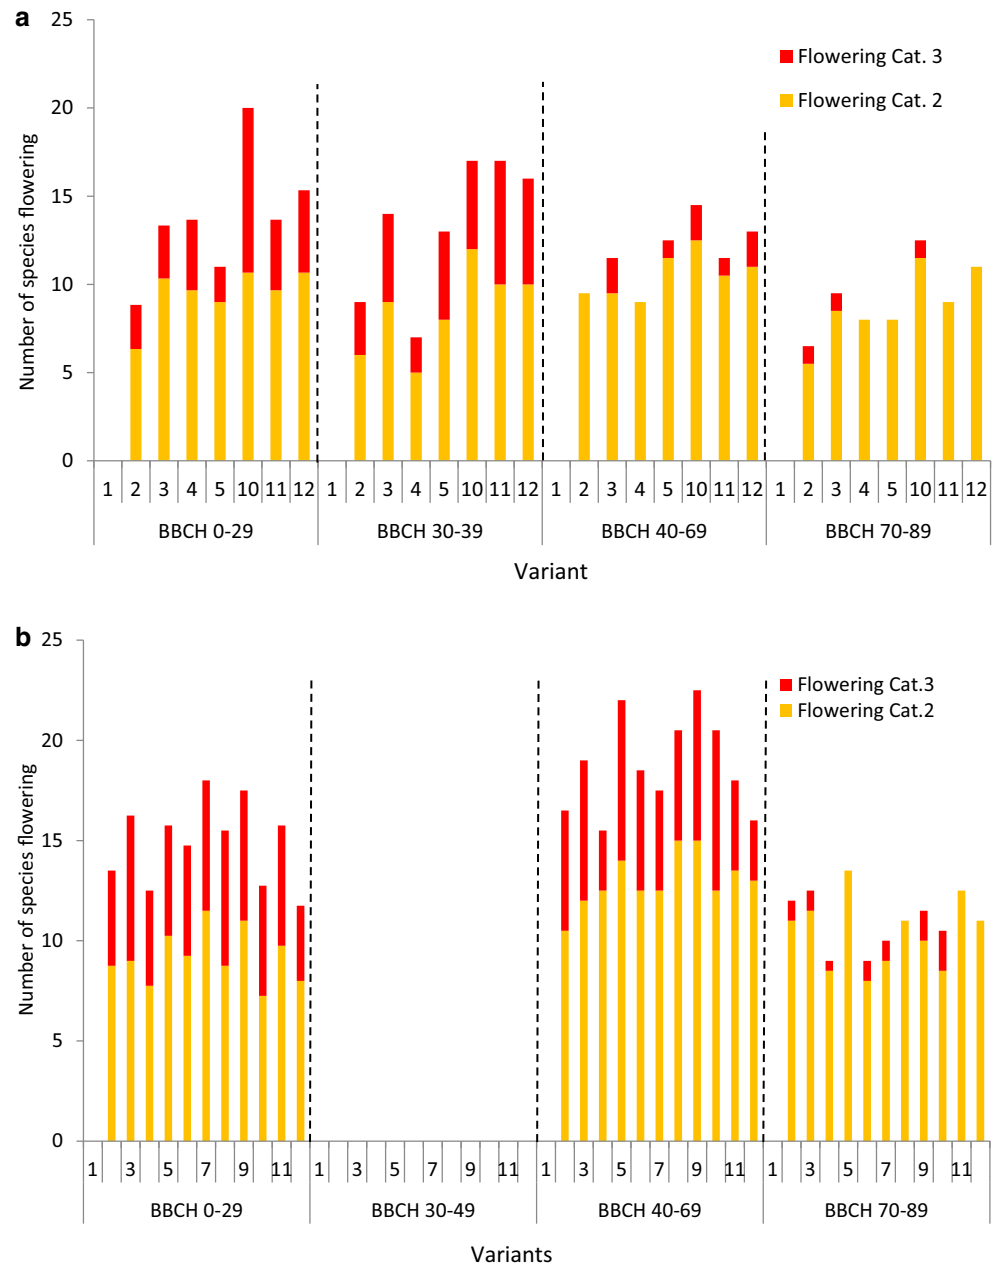 a
25
20
15
10
5
0
Number of species flowering
Flowering Cat. 3
Flowering Cat. 2
1 2 3 4 5 10 11 12 1 2 3 4 5 10 11 12 1 2 3 4 5 10 11 12 1 2 3 4 5 10 11 12
BBCH 0-29 BBCH 30-39 BBCH 40-69 BBCH 70-89
Variant
b
25
20
15
10
5
0
Number of species flowering
Flowering Cat.3
Flowering Cat.2
1 3 5 7 9 11 1 3 5 7 9 11 1 3 5 7 9 11 1 3 5 7 9 11
BBCH 0-29 BBCH 30-49 BBCH 40-69 BBCH 70-89
Variants